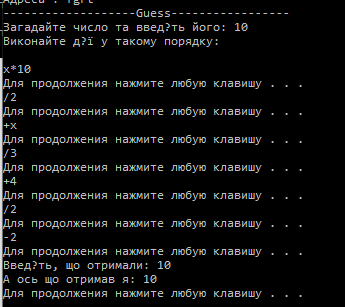 Адреса : Тgrt
------------------Guess----------------
Загадайте число та введ?ть його: 10
Виконайте д?ї у такому порядку:
x*10
Для продолжения нажмите любую клавишу . . .
/2
Для продолжения нажмите любую клавишу . . .
+x
Для продолжения нажмите любую клавишу . . .
/3
Для продолжения нажмите любую клавишу . . .
+4
Для продолжения нажмите любую клавишу . . .
/2
Для продолжения нажмите любую клавишу . . .
-2
Для продолжения нажмите любую клавишу . . .
Введ?ть, що отримали: 10
А ось що отримав я: 10
Для продолжения нажмите любую клавишу . . .